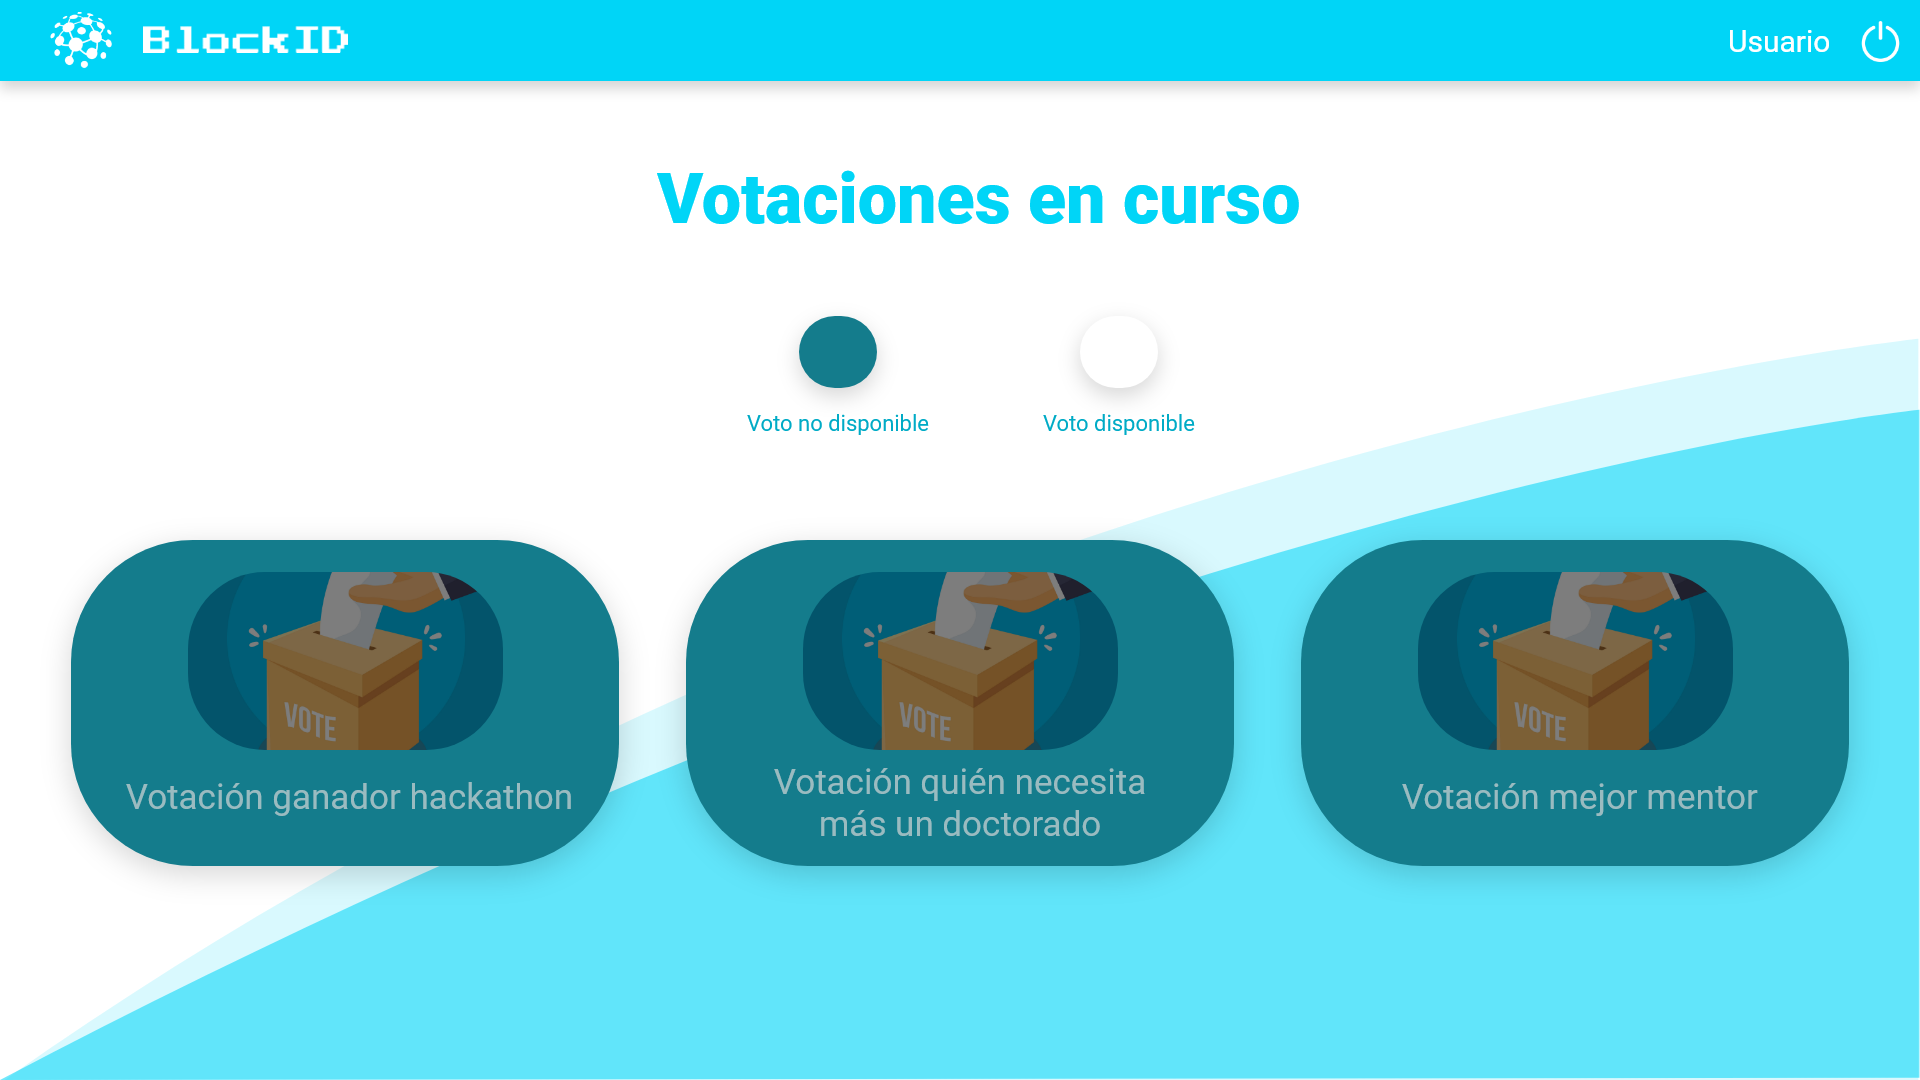 BlockID
Usuario
Votaciones en curso
Voto no disponible
Voto disponible
VOTE
Votación ganador hackathon
VOTE
Votación quién necesita
más un doctorado
VOTE
Votación mejor mentor